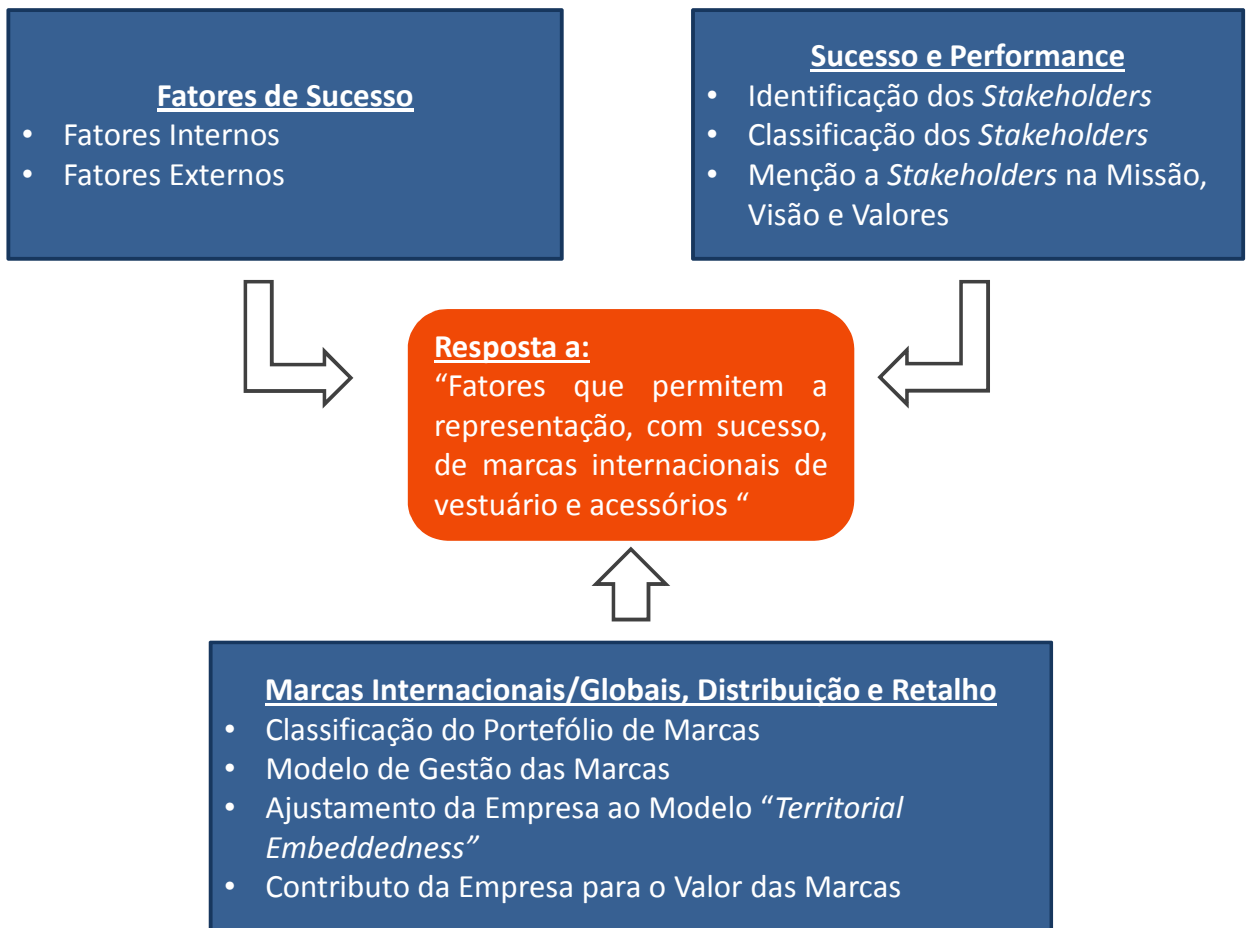 Fatores de Sucesso
• Fatores Internos
• Fatores Externos
Sucesso e Performance
• Identificação dos Stakeholders
• Classificação dos Stakeholders
• Menção a Stakeholders na Missão,
Visão e Valores
Resposta a:
“Fatores que permitem a
representação, com sucesso,
de marcas internacionais de
vestuário e acessórios “
Marcas Internacionais/Globais, Distribuição e Retalho
• Classificação do Portefólio de Marcas
• Modelo de Gestão das Marcas
• Ajustamento da Empresa ao Modelo “Territorial
Embeddedness”
• Contributo da Empresa para o Valor das Marcas